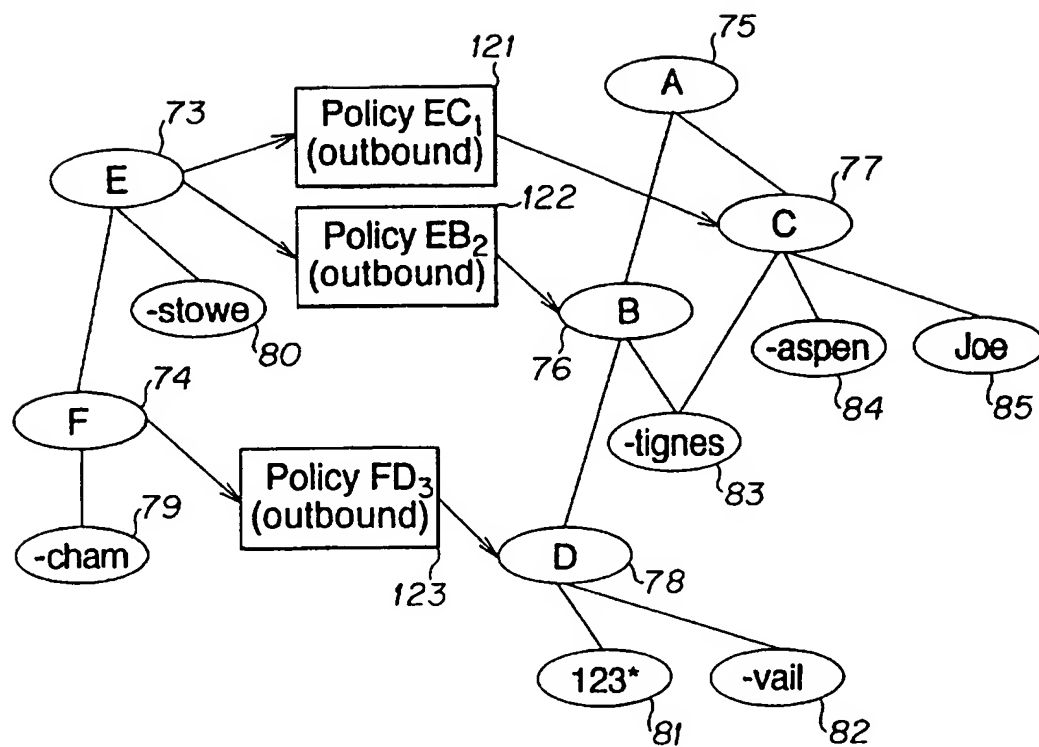 75
121
A
73
Policy EC₁
(outbound)
E
77
122
C
Policy EB₂
(outbound)
-stowe
B
80
76
-aspen
Joe
74
84
85
F
-tignes
Policy FD₃
(outbound)
83
79
-cham
D
123
78
123*
-vail
81
82